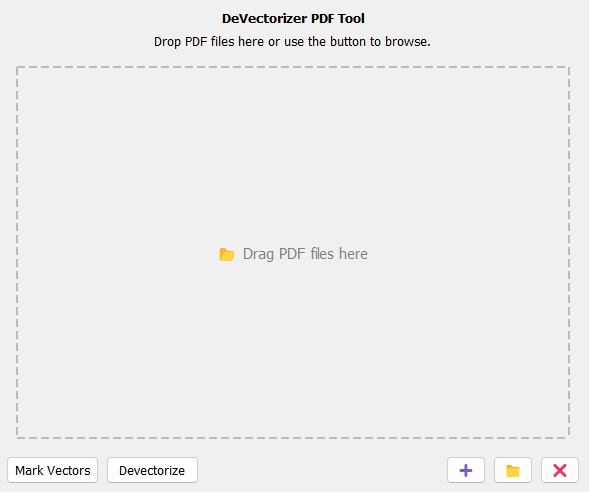 DeVectorizer PDF Tool
Drop PDF files here or use the button to browse.
Drag PDF files here
Mark Vectors
Devectorize